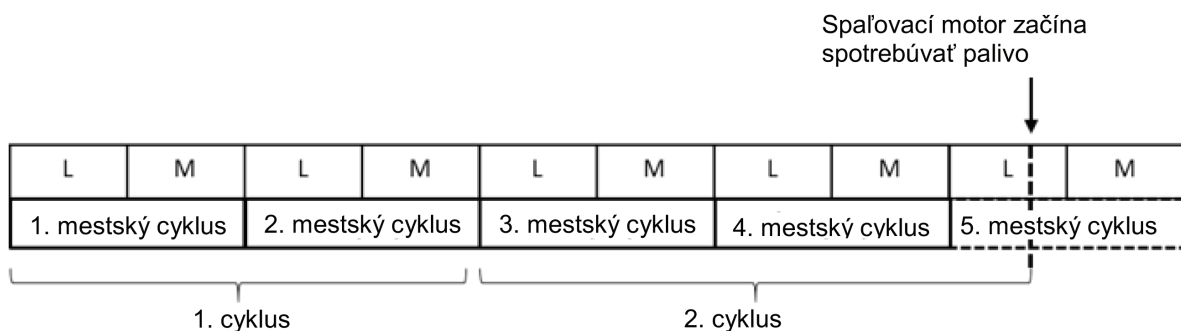 Spaľovací motor začína
spotrebúvať palivo
L M L M L M L M L M
1. mestský cyklus 2. mestský cyklus 3. mestský cyklus 4. mestský cyklus 5. mestský cyklus
1. cyklus 2. cyklus